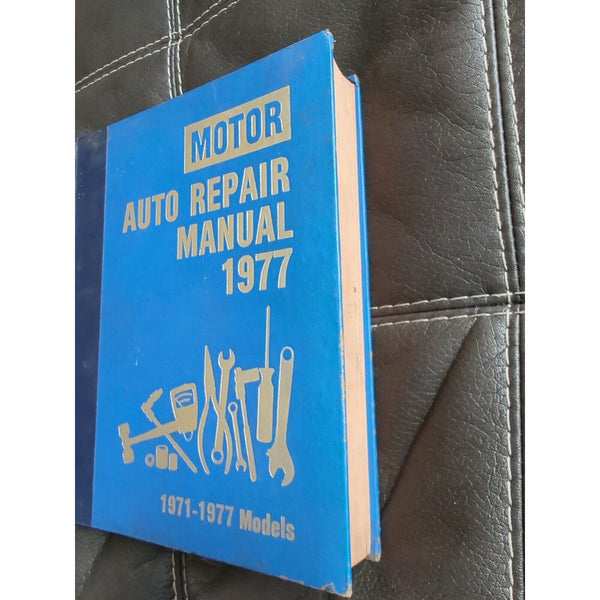 MOTOR
AUTO REPAIR
MANUAL
1977
1971-1977 Models